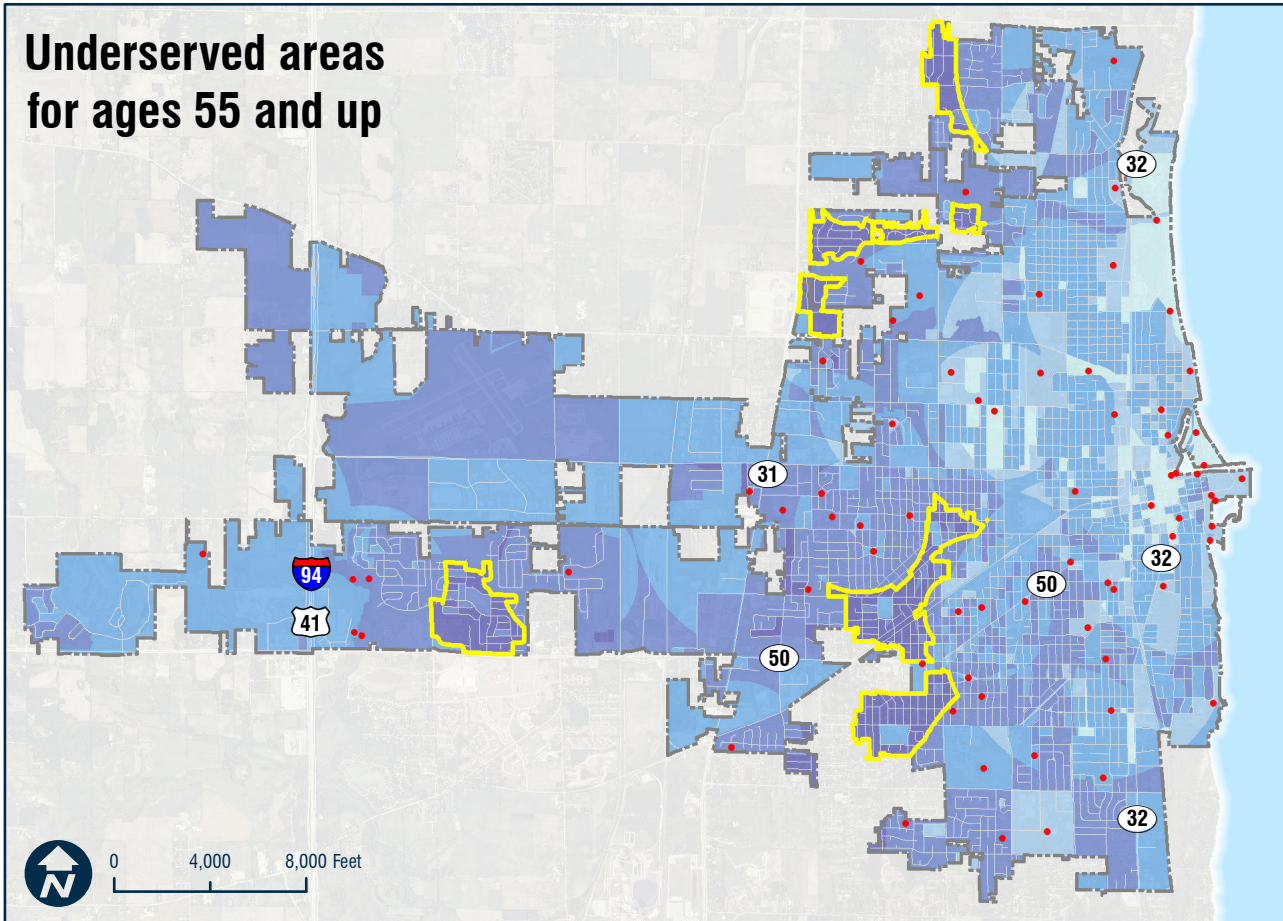 Underserved areas
for ages 55 and up
32
31
94
41
50
50
32
32
N
0 4,000 8,000 Feet